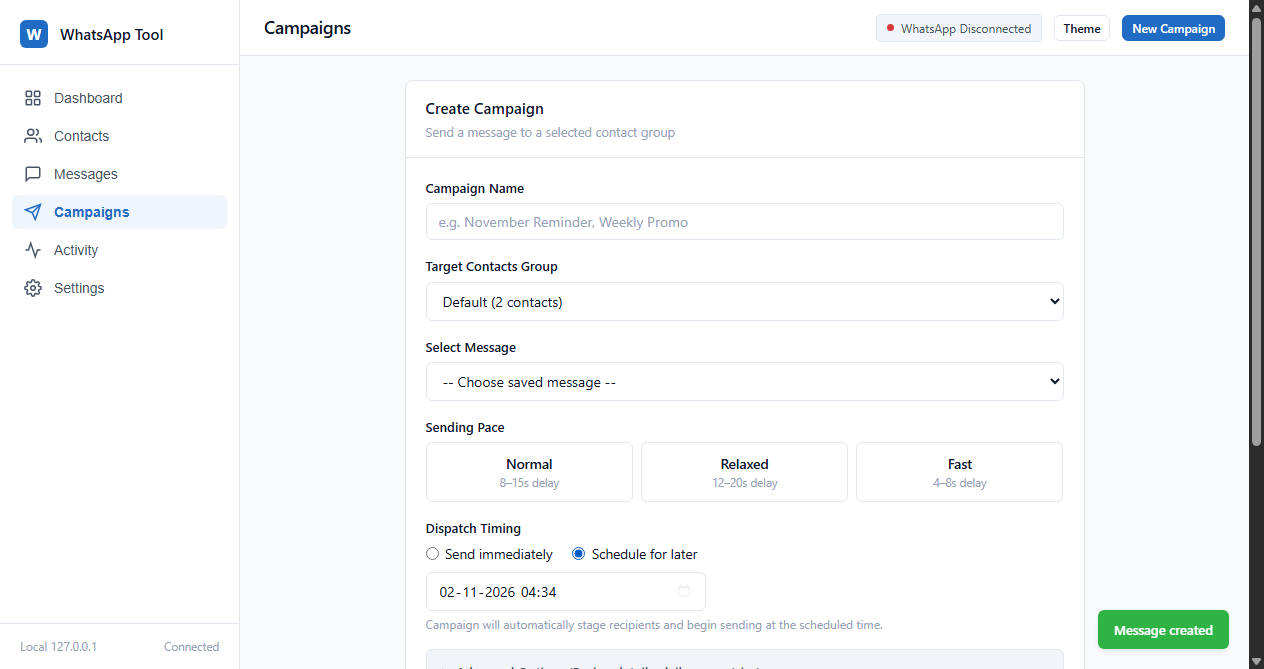 W WhatsApp Tool
Campaigns
WhatsApp Disconnected
Theme
New Campaign
Dashboard
Contacts
Messages
Campaigns
Activity
Settings
Create Campaign
Send a message to a selected contact group
Campaign Name
e.g. November Reminder, Weekly Promo
Target Contacts Group
Default (2 contacts)
Select Message
-- Choose saved message --
Sending Pace
Normal
8–15s delay
Relaxed
12–20s delay
Fast
4–8s delay
Dispatch Timing
Send immediately
Schedule for later
02-11-2026 04:34
Campaign will automatically stage recipients and begin sending at the scheduled time.
Message created
Local 127.0.0.1
Connected